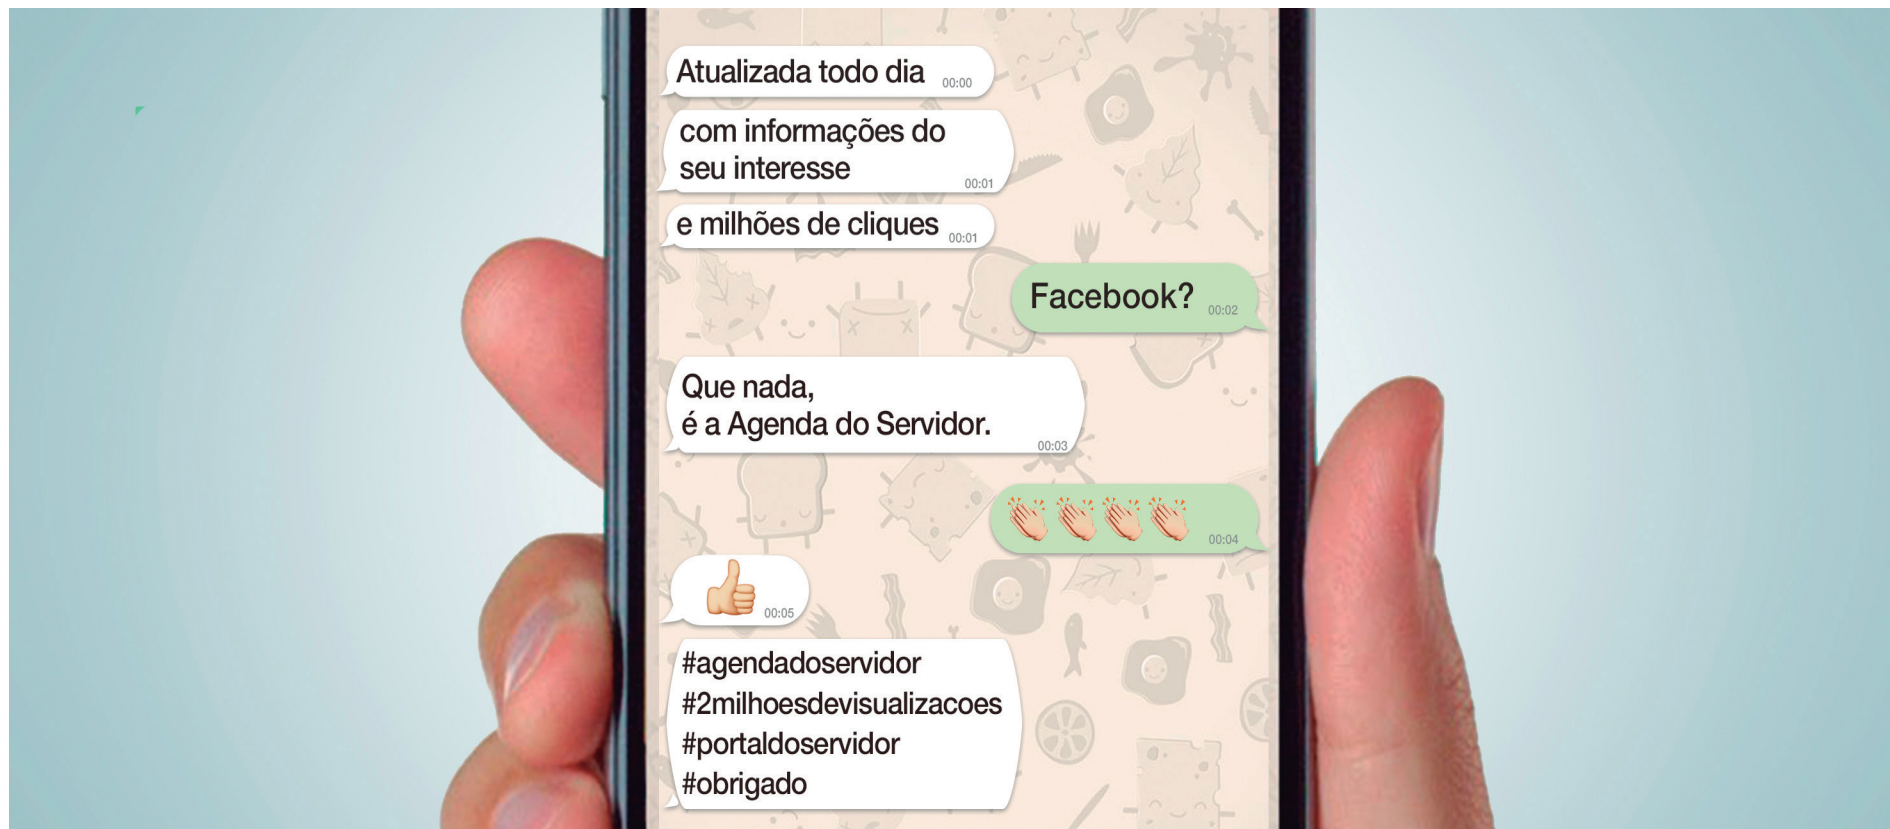 Atualizada todo dia 00:00
com informações do
seu interesse 00:01
e milhões de cliques 00:01
Facebook? 00:02
Que nada,
é a Agenda do Servidor. 00:03
👏🏼👏🏼👏🏼👏🏼 00:04
👍🏼 00:05
#agendadoservidor
#2milhoesdevisualizacoes
#portaldoservidor
#obrigado